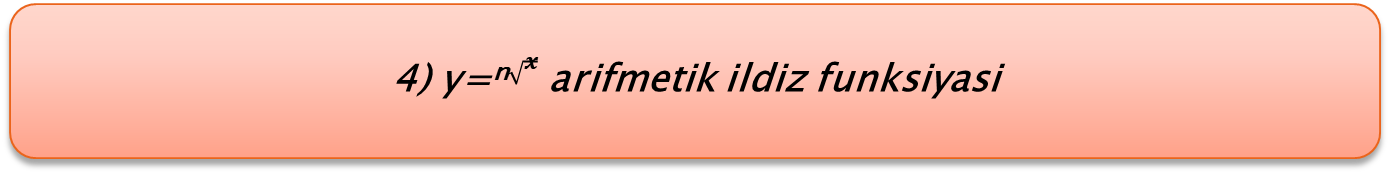 4) y=ⁿ√ˣ arifmetik ildiz funksiyasi